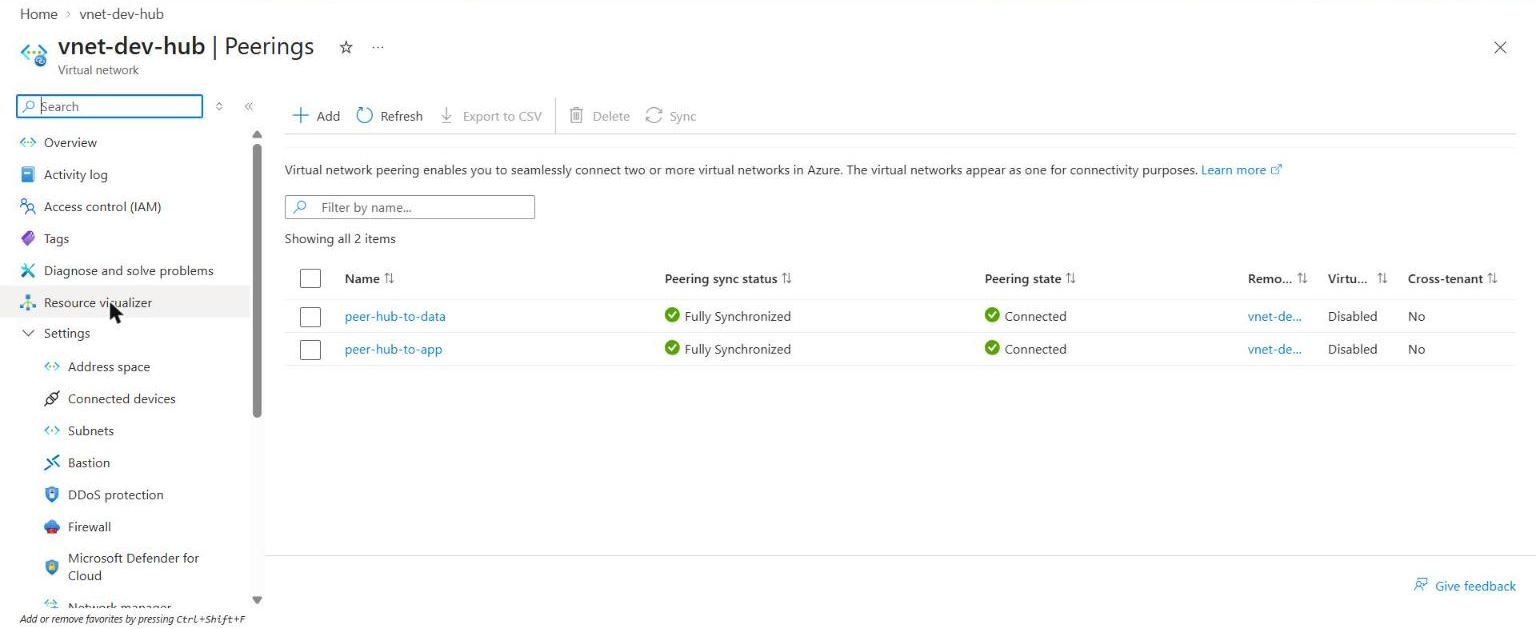 Home > vnet-dev-hub
vnet-dev-hub | Peerings
Virtual network
Search
Overview
Activity log
Access control (IAM)
Tags
Diagnose and solve problems
Resource visualizer
Settings
Address space
Connected devices
Subnets
Bastion
DDoS protection
Firewall
Microsoft Defender for
Cloud
Network manager
Add or remove favorites by pressing Ctrl+Shift+F
Add Refresh Export to CSV Delete Sync
Virtual network peering enables you to seamlessly connect two or more virtual networks in Azure. The virtual networks appear as one for connectivity purposes. Learn more
Filter by name...
Showing all 2 items
Name Peering sync status Peering state Remo... Virtu... Cross-tenant
peer-hub-to-data Fully Synchronized Connected vnet-de... Disabled No
peer-hub-to-app Fully Synchronized Connected vnet-de... Disabled No
Give feedback